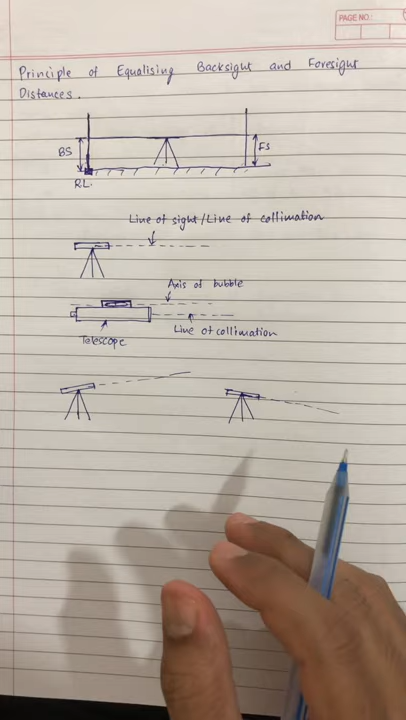 PAGE NO.:
Principle of Equalising Backsight and Foresight
Distances.
BS
FS
R.L.
Line of sight/Line of collimation
Axis of bubble
Line of collimation
Telescope